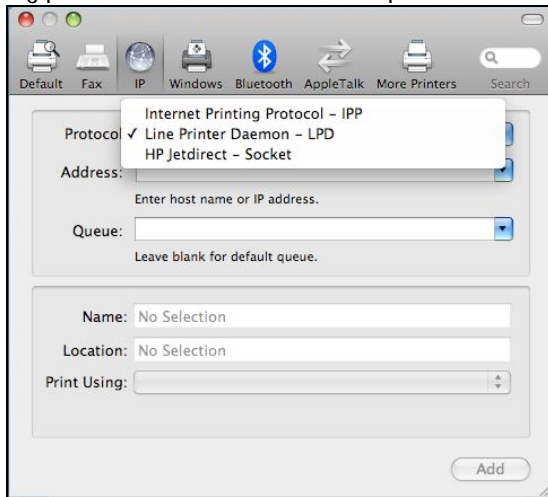 Default Fax IP Windows Bluetooth AppleTalk More Printers Search
Internet Printing Protocol – IPP
Protocol ✓ Line Printer Daemon – LPD
HP Jetdirect – Socket
Address:
Enter host name or IP address.
Queue:
Leave blank for default queue.
Name: No Selection
Location: No Selection
Print Using:
Add